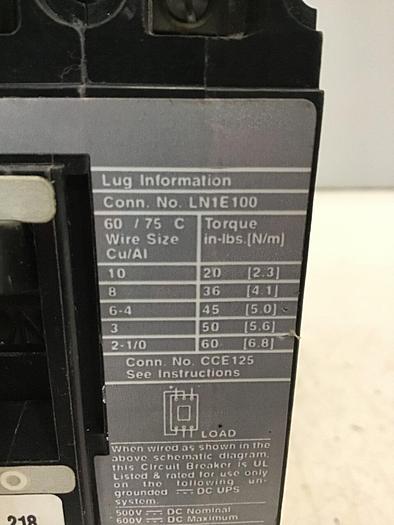 Lug Information
Conn. No. LN1E100
60 / 75 C Wire Size Cu/Al
Torque in-lbs.[N/m]
10 20 [2.3]
8 36 [4.1]
6-4 45 [5.0]
3 50 [5.6]
2-1/0 60 [6.8]
Conn. No. CCE125
See Instructions
LOAD
When wired as shown in the
above schematic diagram,
this Circuit Breaker is UL
Listed & rated for use only
on the following un-
grounded DC UPS
system.
500V DC Nominal
600V DC Maximum
218